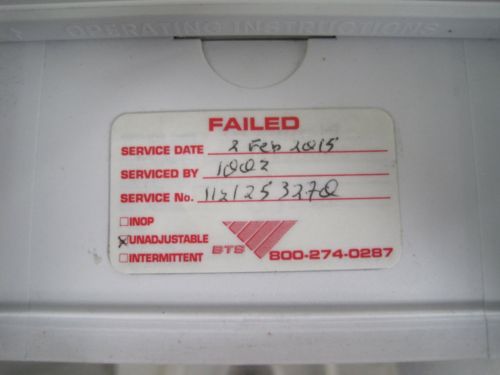 OPERATING INSTRUCTIONS
FAILED
SERVICE DATE 2 Feb 2015
SERVICED BY 1002
SERVICE No. 1121253270
INOP
UNADJUSTABLE
INTERMITTENT
STS 800-274-0287